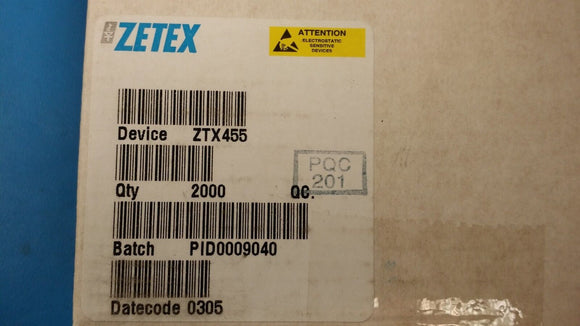 ZETEX
ATTENTION
ELECTROSTATIC
SENSITIVE
DEVICES
Device ZTX455
Qty 2000 QC.
PQC
201
Batch PID0009040
Datecode 0305